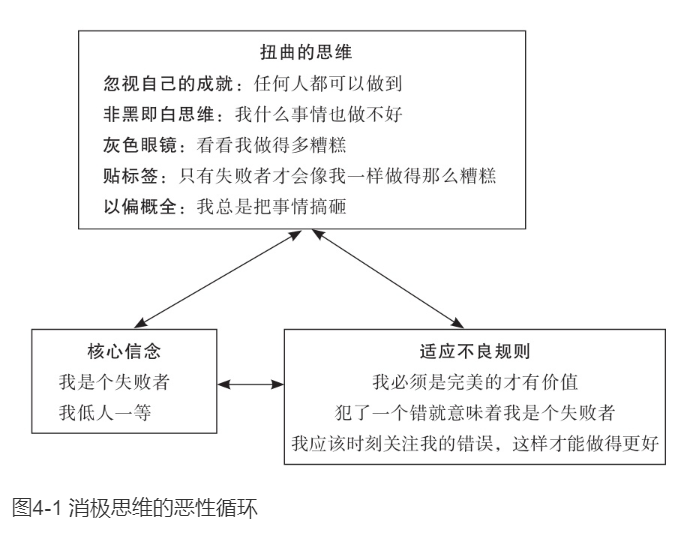 扭曲的思维
忽视自己的成就：任何人都可以做到
非黑即白思维：我什么事情也做不好
灰色眼镜：看看我做得多糟糕
贴标签：只有失败者才会像我一样做得那么糟糕
以偏概全：我总是把事情搞砸
核心信念
我是个失败者
我低人一等
适应不良规则
我必须是完美的才有价值
犯了一个错就意味着我是个失败者
我应该时刻关注我的错误，这样才能做得更好
图4-1 消极思维的恶性循环